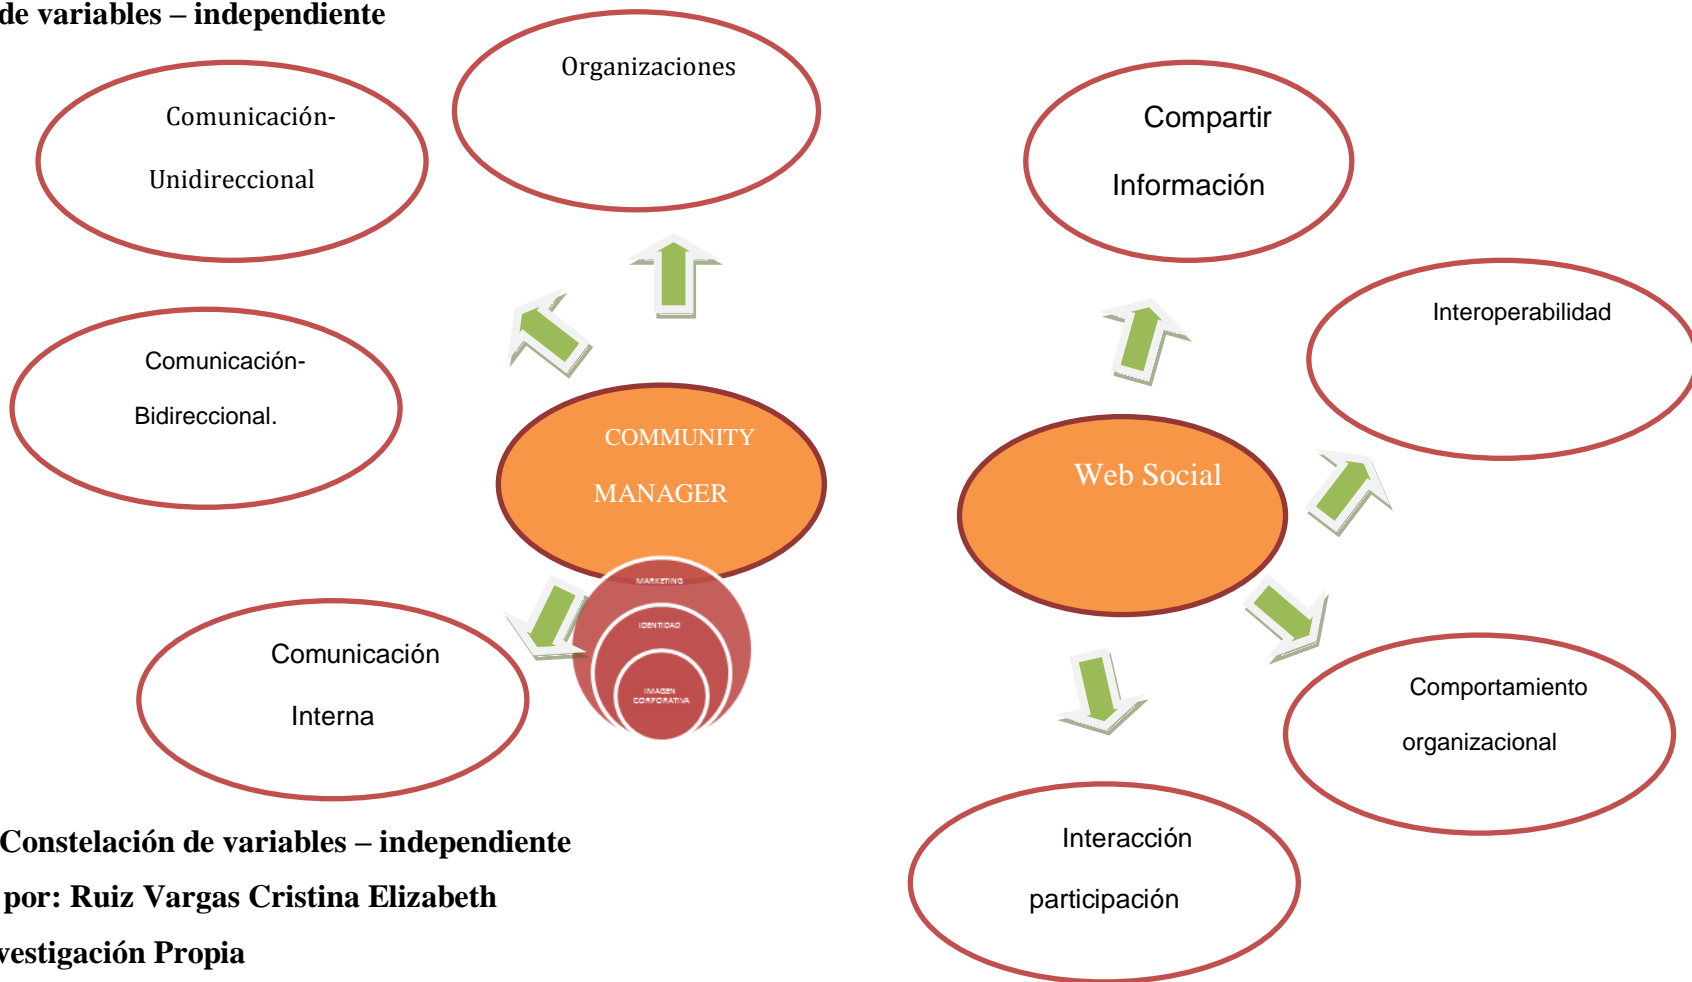 de variables – independiente
Organizaciones
Comunicación-
Unidireccional
Comunicación-
Bidireccional.
COMMUNITY
MANAGER
MARKETING
IDENTIDAD
IMAGEN
CORPORATIVA
Comunicación
Interna
Compartir
Información
Interoperabilidad
Web Social
Comportamiento
organizacional
Interacción
participación
Constelación de variables – independiente
por: Ruiz Vargas Cristina Elizabeth
vestigación Propia